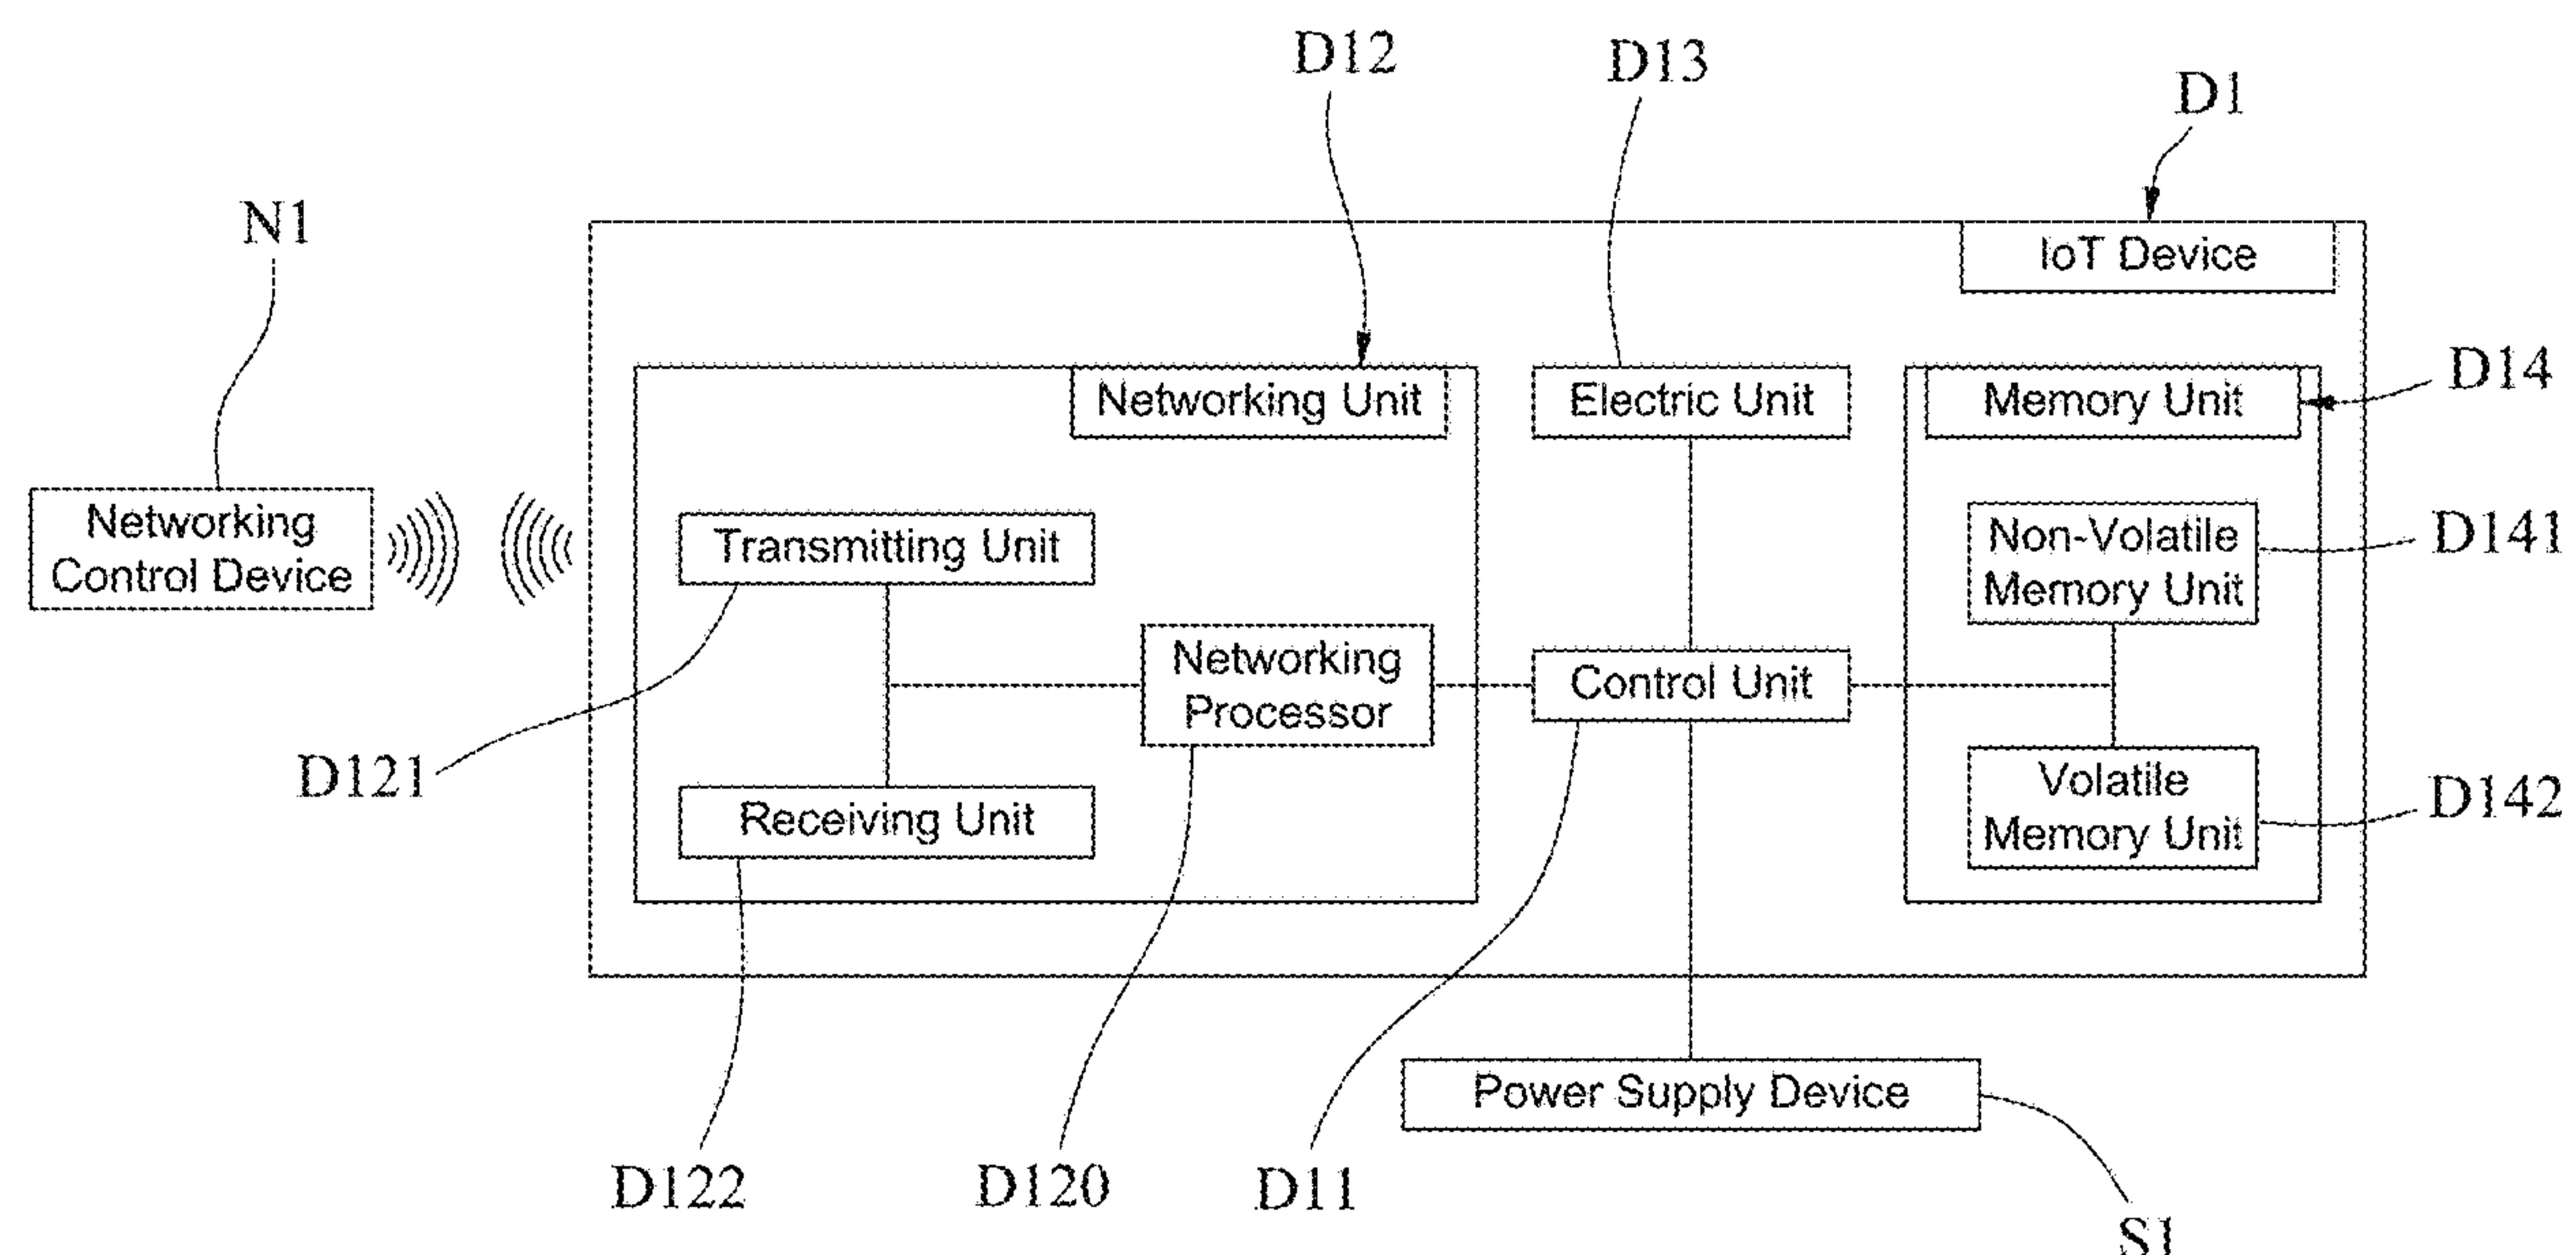 D12
D13
D1
N1
IoT Device
Networking Unit
Electric Unit
Memory Unit
D14
Networking
Control Device
Transmitting Unit
Non-Volatile
Memory Unit
D141
Networking
Processor
Control Unit
D121
Receiving Unit
Volatile
Memory Unit
D142
Power Supply Device
D122
D120
D11
S1